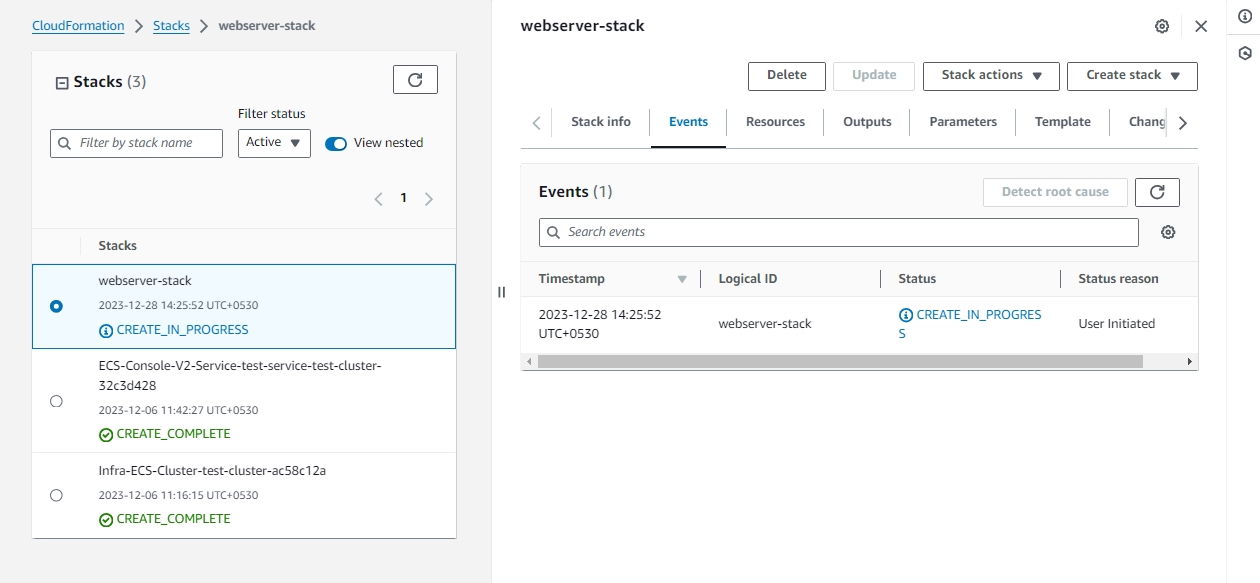 CloudFormation > Stacks > webserver-stack
Stacks (3)
Filter status
Filter by stack name
Active
View nested
1
Stacks
webserver-stack
2023-12-28 14:25:52 UTC+0530
CREATE_IN_PROGRESS
ECS-Console-V2-Service-test-service-test-cluster-
32c3d428
2023-12-06 11:42:27 UTC+0530
CREATE_COMPLETE
Infra-ECS-Cluster-test-cluster-ac58c12a
2023-12-06 11:16:15 UTC+0530
CREATE_COMPLETE
webserver-stack
Delete Update Stack actions Create stack
Stack info Events Resources Outputs Parameters Template Chang
Events (1)
Detect root cause
Search events
Timestamp Logical ID Status Status reason
2023-12-28 14:25:52
UTC+0530
webserver-stack
CREATE_IN_PROGRES
S
User Initiated